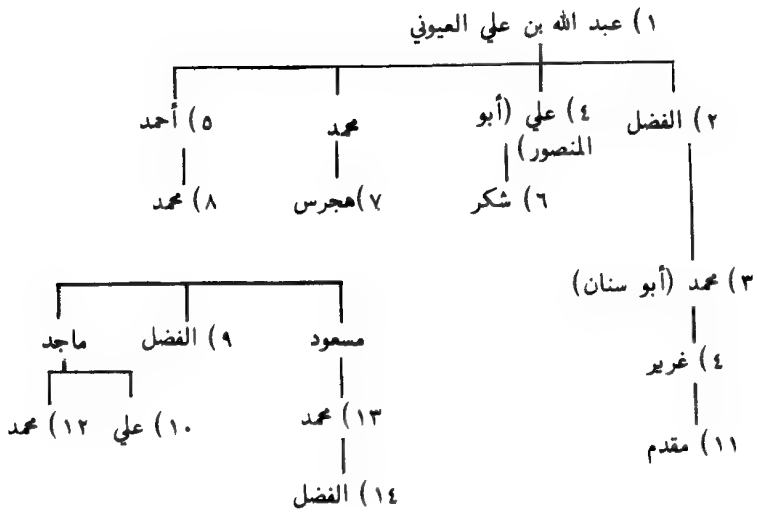 ١) عبد الله بن علي العيوني
٢) الفضل
٤) علي (أبو
المنصور)
محمد
٥) أحمد
٦) شكر
٧) هجرس
٨) محمد
٣) محمد (أبو سنان)
٤) غرير
١١) مقدم
مسعود
٩) الفضل
ماجد
١٣) محمد
١٠) علي
١٢) محمد
١٤) الفضل